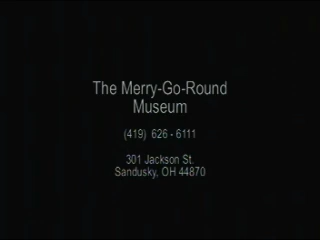 The Merry-Go-Round
Museum
(419) 626 - 6111
301 Jackson St.
Sandusky, OH 44870